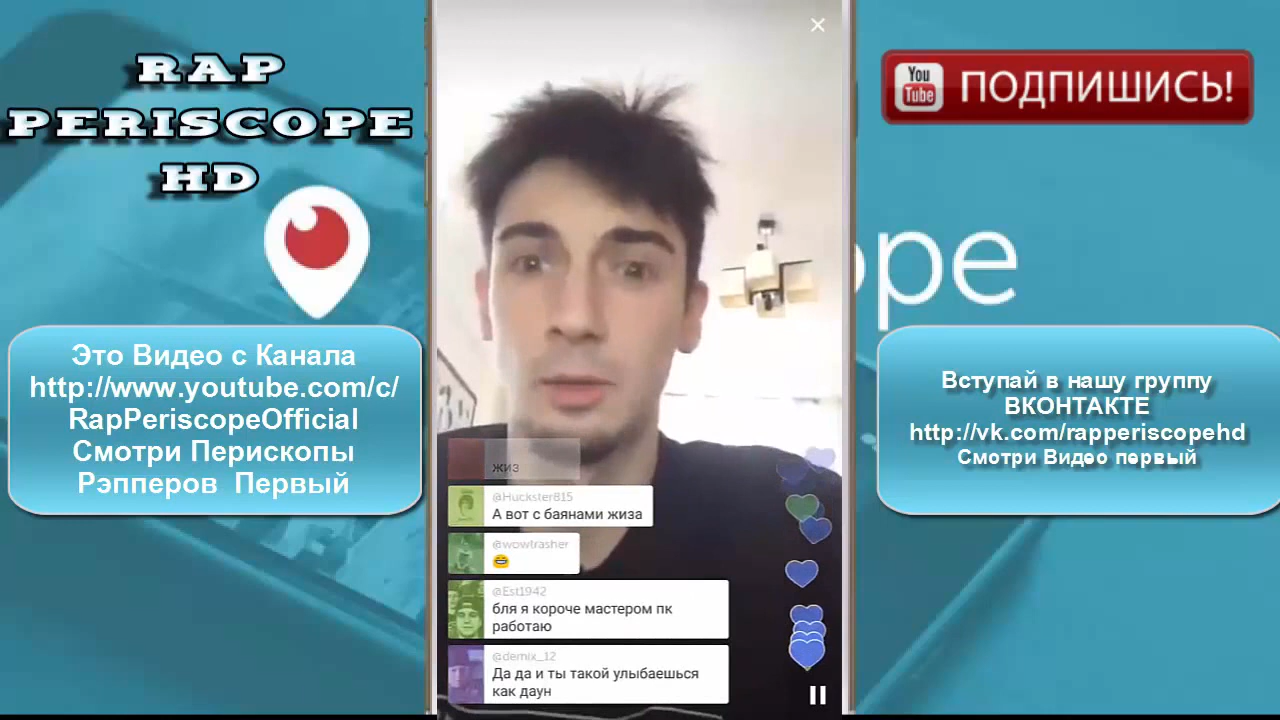 RAP
PERISCOPE
HD
Это Видео с Канала
http://www.youtube.com/c/
RapPeriscopeOfficial
Смотри Перископы
Рэпперов Первый
жиз
@Huckster815
А вот с баянами жиза
@wowtrasher
@Est1942
бля я короче мастером пк
работаю
@demix_12
Да да и ты такой улыбаешься
как даун
You
Tube
ПОДПИШИСЬ!
ope
Вступай в нашу группу
ВКОНТАКТЕ
http://vk.com/rapperiscopehd
Смотри Видео первый